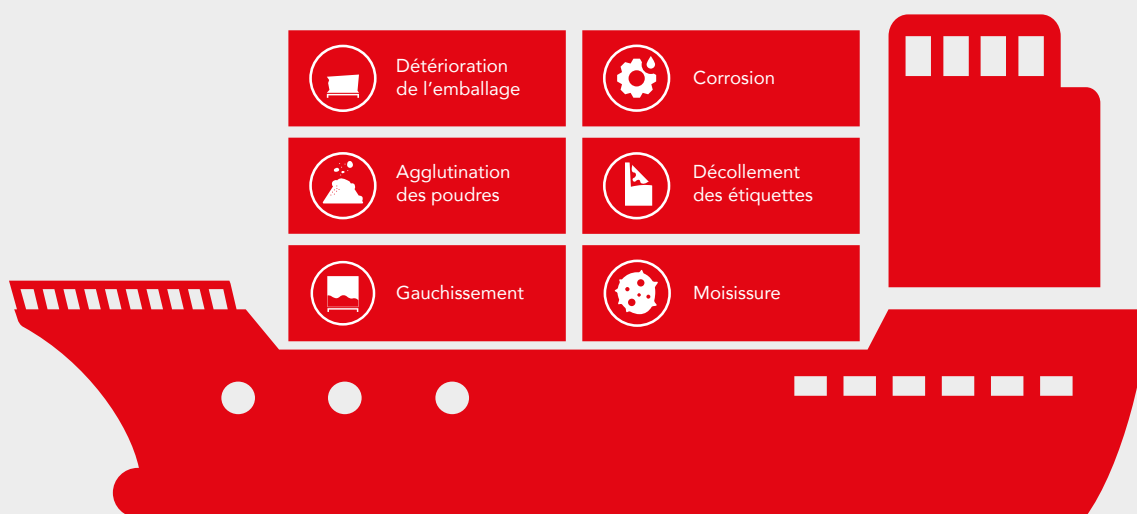 Détérioration
de l'emballage
Corrosion
Agglutination
des poudres
Décollement
des étiquettes
Gauchissement
Moisissure